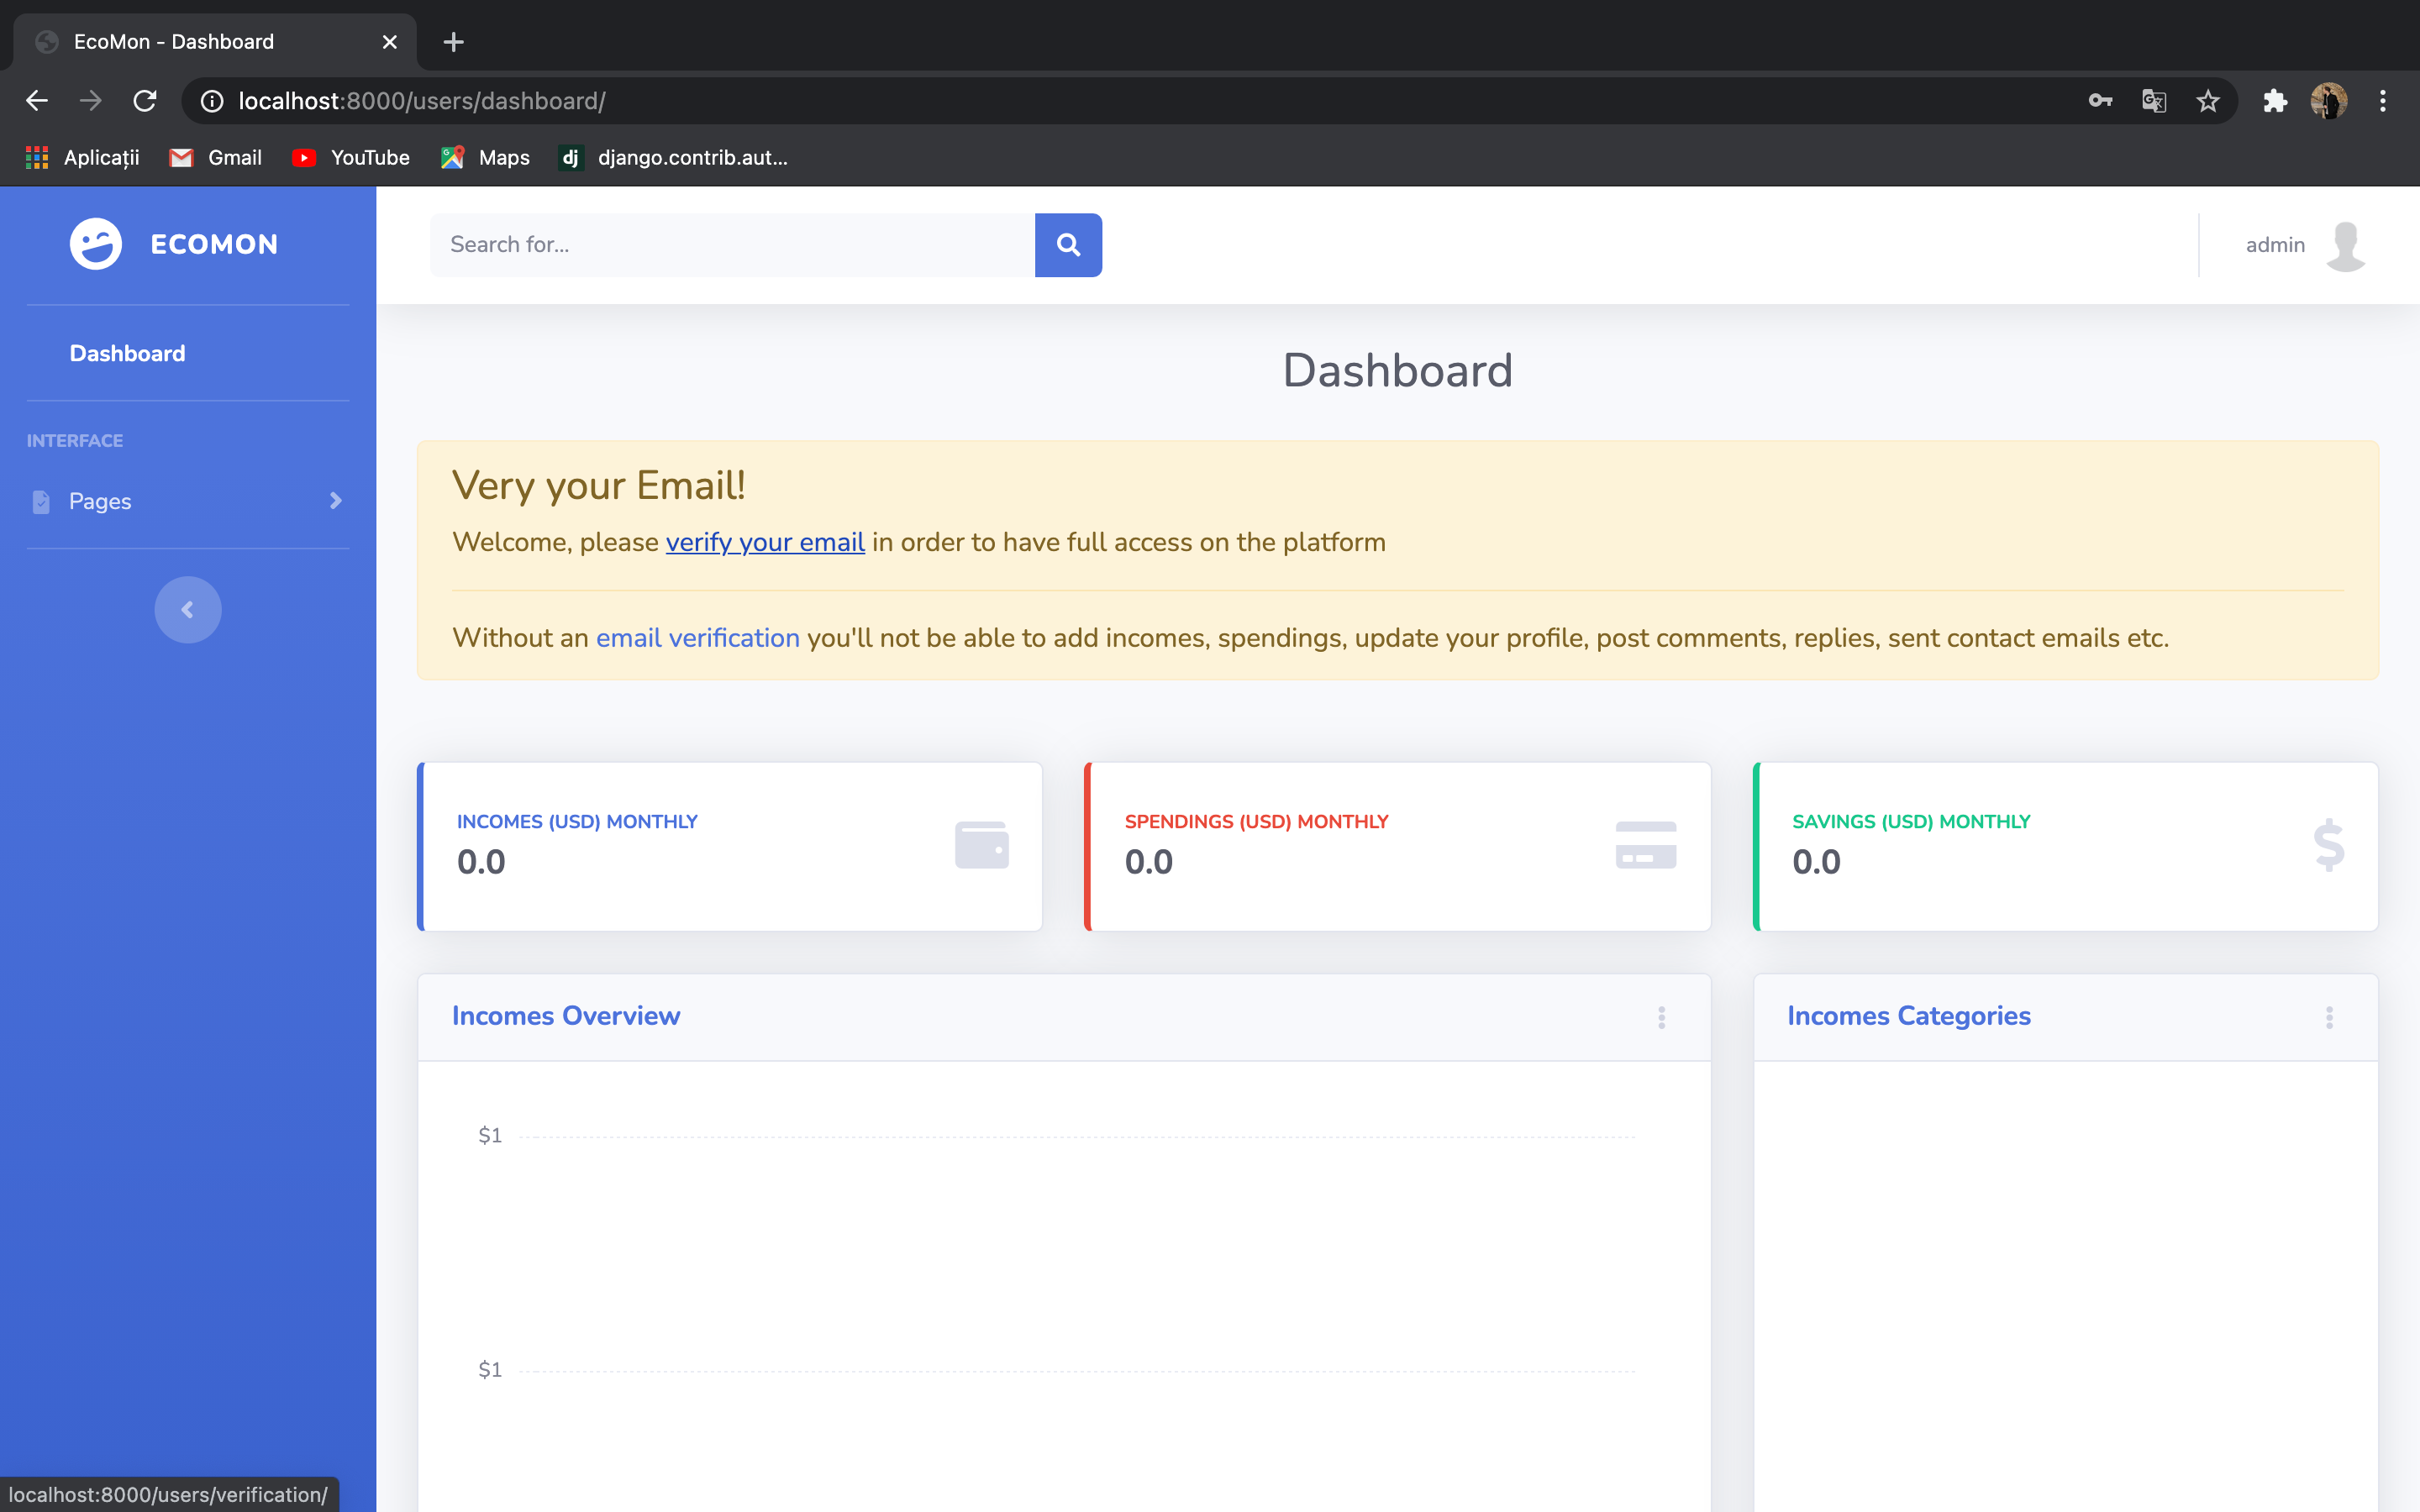 EcoMon - Dashboard
localhost:8000/users/dashboard/
Aplicații
Gmail
YouTube
Maps
dj
django.contrib.aut...
ECOMON
Search for...
admin
Dashboard
INTERFACE
Pages
Dashboard
Very your Email!
Welcome, please verify your email in order to have full access on the platform
Without an email verification you'll not be able to add incomes, spendings, update your profile, post comments, replies, sent contact emails etc.
INCOMES (USD) MONTHLY
0.0
SPENDINGS (USD) MONTHLY
0.0
SAVINGS (USD) MONTHLY
0.0
Incomes Overview
Incomes Categories
$1
$1
localhost:8000/users/verification/